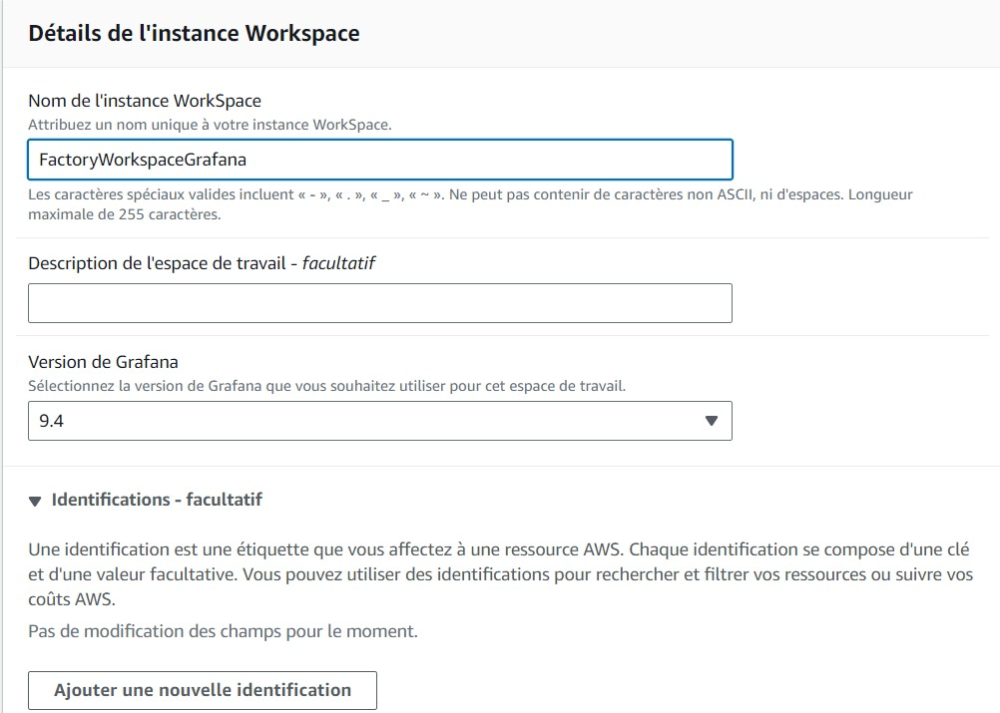 Détails de l'instance Workspace
Nom de l'instance WorkSpace
Attribuez un nom unique à votre instance WorkSpace.
FactoryWorkspaceGrafana
Les caractères spéciaux valides incluent « - », « . », « _ », « ~ ». Ne peut pas contenir de caractères non ASCII, ni d'espaces. Longueur
maximale de 255 caractères.
Description de l'espace de travail - facultatif
Version de Grafana
Sélectionnez la version de Grafana que vous souhaitez utiliser pour cet espace de travail.
9.4
Identifications - facultatif
Une identification est une étiquette que vous affectez à une ressource AWS. Chaque identification se compose d'une clé
et d'une valeur facultative. Vous pouvez utiliser des identifications pour rechercher et filtrer vos ressources ou suivre vos
coûts AWS.
Pas de modification des champs pour le moment.
Ajouter une nouvelle identification